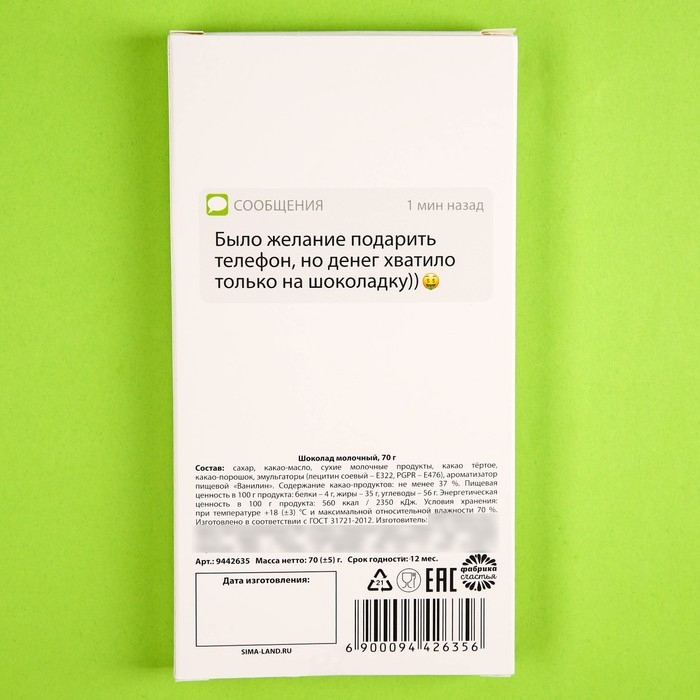 СООБЩЕНИЯ 1 мин назад
Было желание подарить
телефон, но денег хватило
только на шоколадку)) 🤑
Шоколад молочный, 70 г
Состав: сахар, какао-масло, сухие молочные продукты, какао тёртое,
какао-порошок, эмульгаторы (лецитин соевый – Е322, PGPR – Е476), ароматизатор
пищевой «Ванилин». Содержание какао-продуктов: не менее 37 %. Пищевая
ценность в 100 г продукта: белки – 4 г, жиры – 35 г, углеводы – 56 г. Энергетическая
ценность в 100 г продукта: 560 ккал / 2350 кДж. Условия хранения:
при температуре +18 (±3) °С и максимальной относительной влажности 70 %.
Изготовлено в соответствии с ГОСТ 31721-2012. Изготовитель:
Арт.: 9442635 Масса нетто: 70 (±5) г. Срок годности: 12 мес.
Дата изготовления:
21
EAC
фабрика
счастья
SIMA-LAND.RU
6 900094 426356